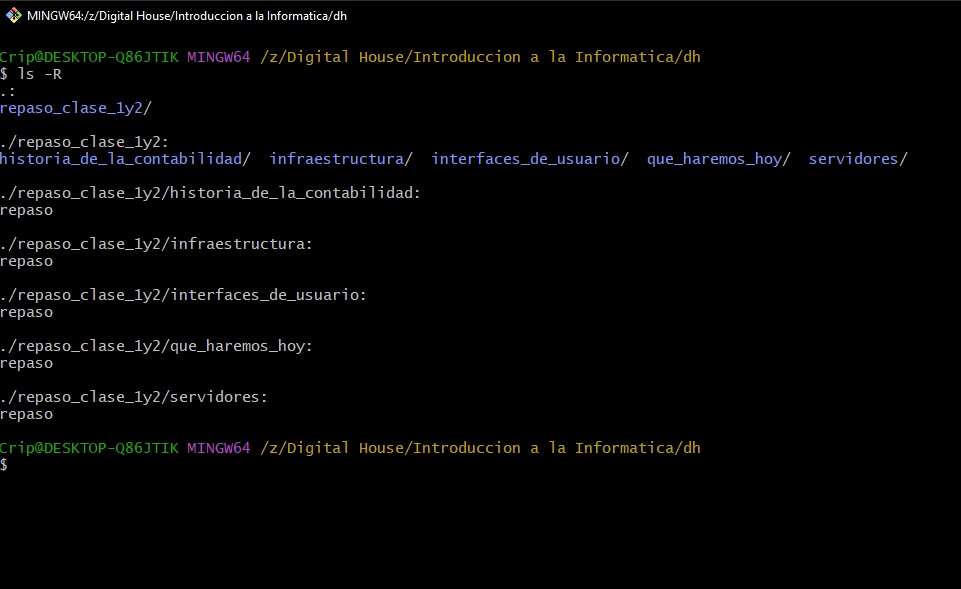 MINGW64:/z/Digital House/Introduccion a la Informatica/dh
Crip@DESKTOP-Q86JTIK MINGW64 /z/Digital House/Introduccion a la Informatica/dh
$ ls -R
.:
repaso_clase_1y2/
./repaso_clase_1y2:
historia_de_la_contabilidad/  infraestructura/  interfaces_de_usuario/  que_haremos_hoy/  servidores/
./repaso_clase_1y2/historia_de_la_contabilidad:
repaso
./repaso_clase_1y2/infraestructura:
repaso
./repaso_clase_1y2/interfaces_de_usuario:
repaso
./repaso_clase_1y2/que_haremos_hoy:
repaso
./repaso_clase_1y2/servidores:
repaso
Crip@DESKTOP-Q86JTIK MINGW64 /z/Digital House/Introduccion a la Informatica/dh
$